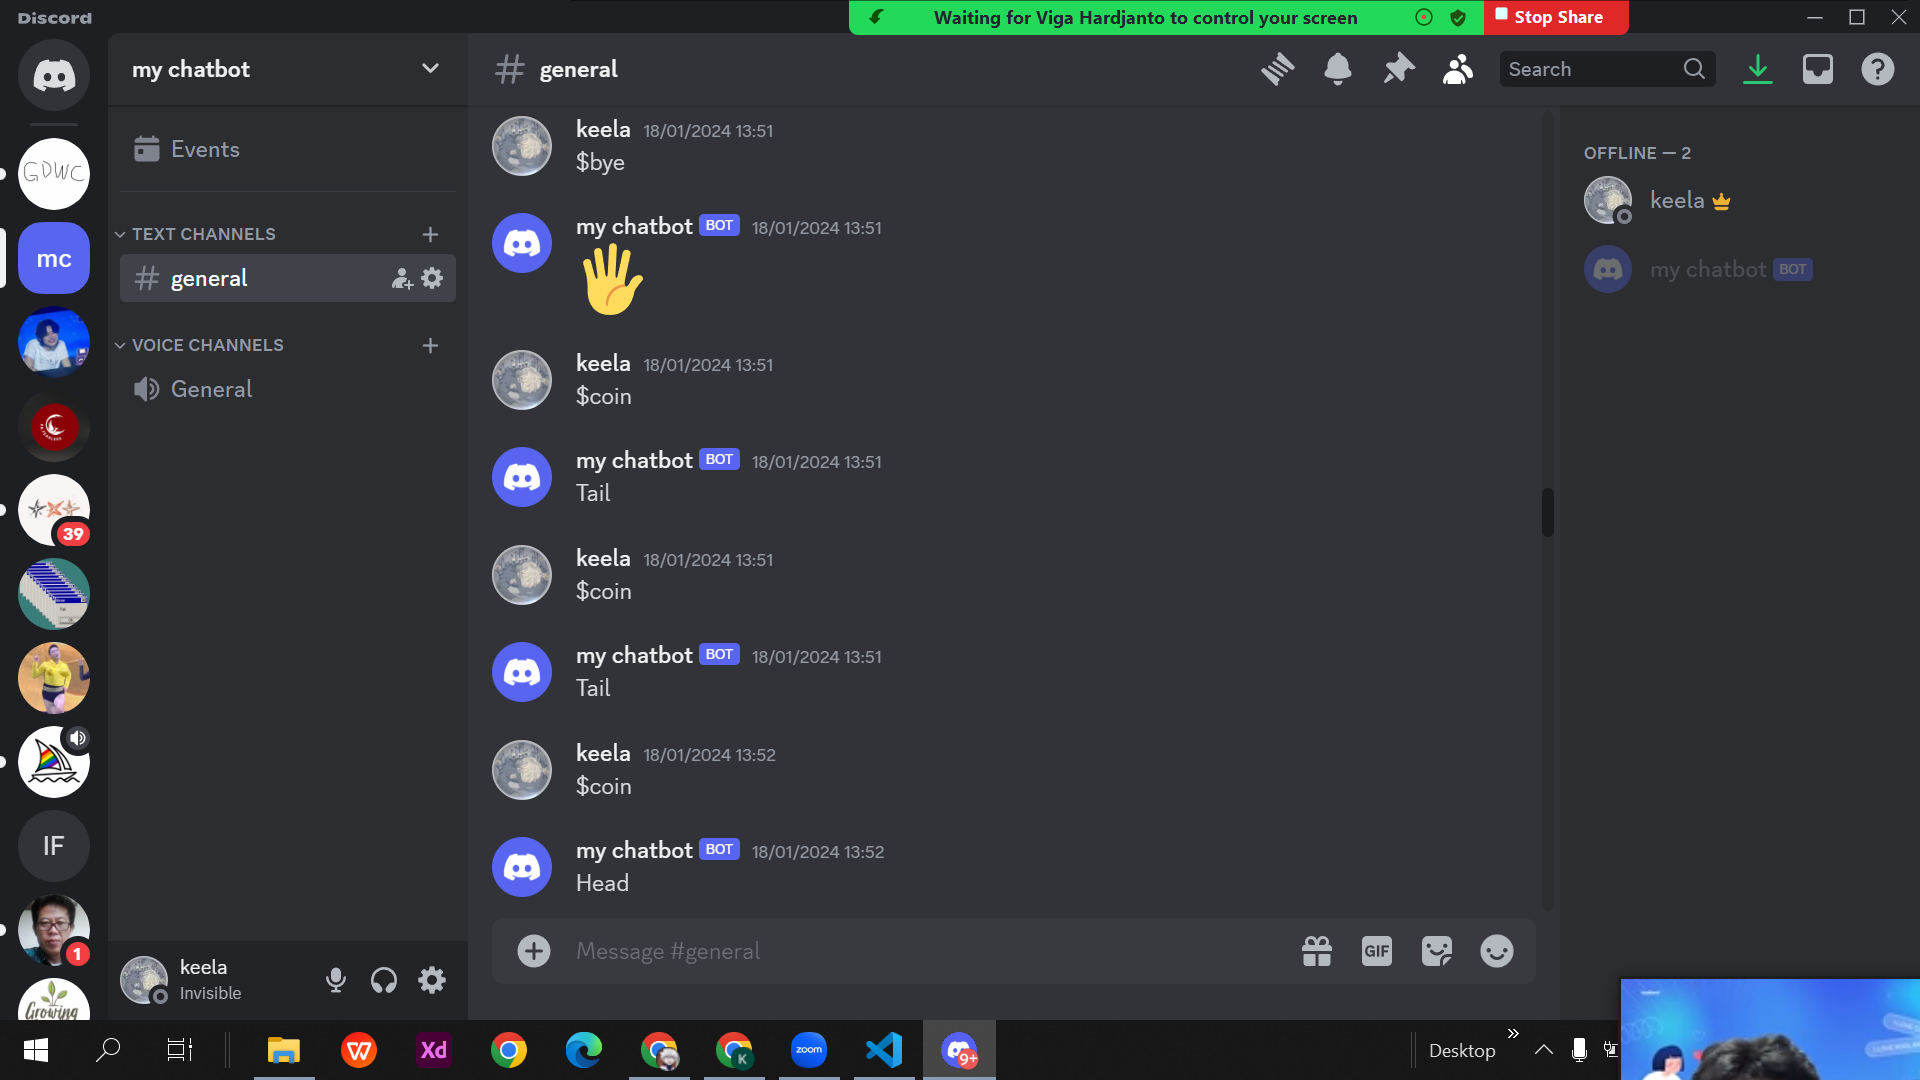 Discord
Waiting for Viga Hardjanto to control your screen
Stop Share
my chatbot
general
Search
Events
TEXT CHANNELS
general
VOICE CHANNELS
General
GDWC
mc
39
IF
1
Growing
keela 18/01/2024 13:51
$bye
my chatbot BOT 18/01/2024 13:51
keela 18/01/2024 13:51
$coin
my chatbot BOT 18/01/2024 13:51
Tail
keela 18/01/2024 13:51
$coin
my chatbot BOT 18/01/2024 13:51
Tail
keela 18/01/2024 13:52
$coin
my chatbot BOT 18/01/2024 13:52
Head
Message #general
GIF
OFFLINE — 2
keela
my chatbot BOT
keela
Invisible
W
Xd
K
zoom
9+
Desktop